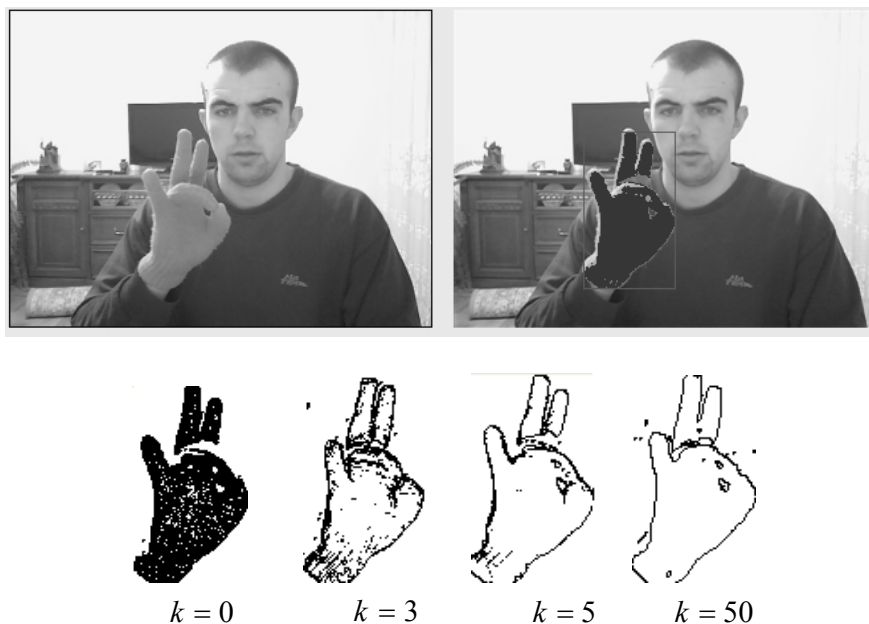 k = 0
k = 3
k = 5
k = 50